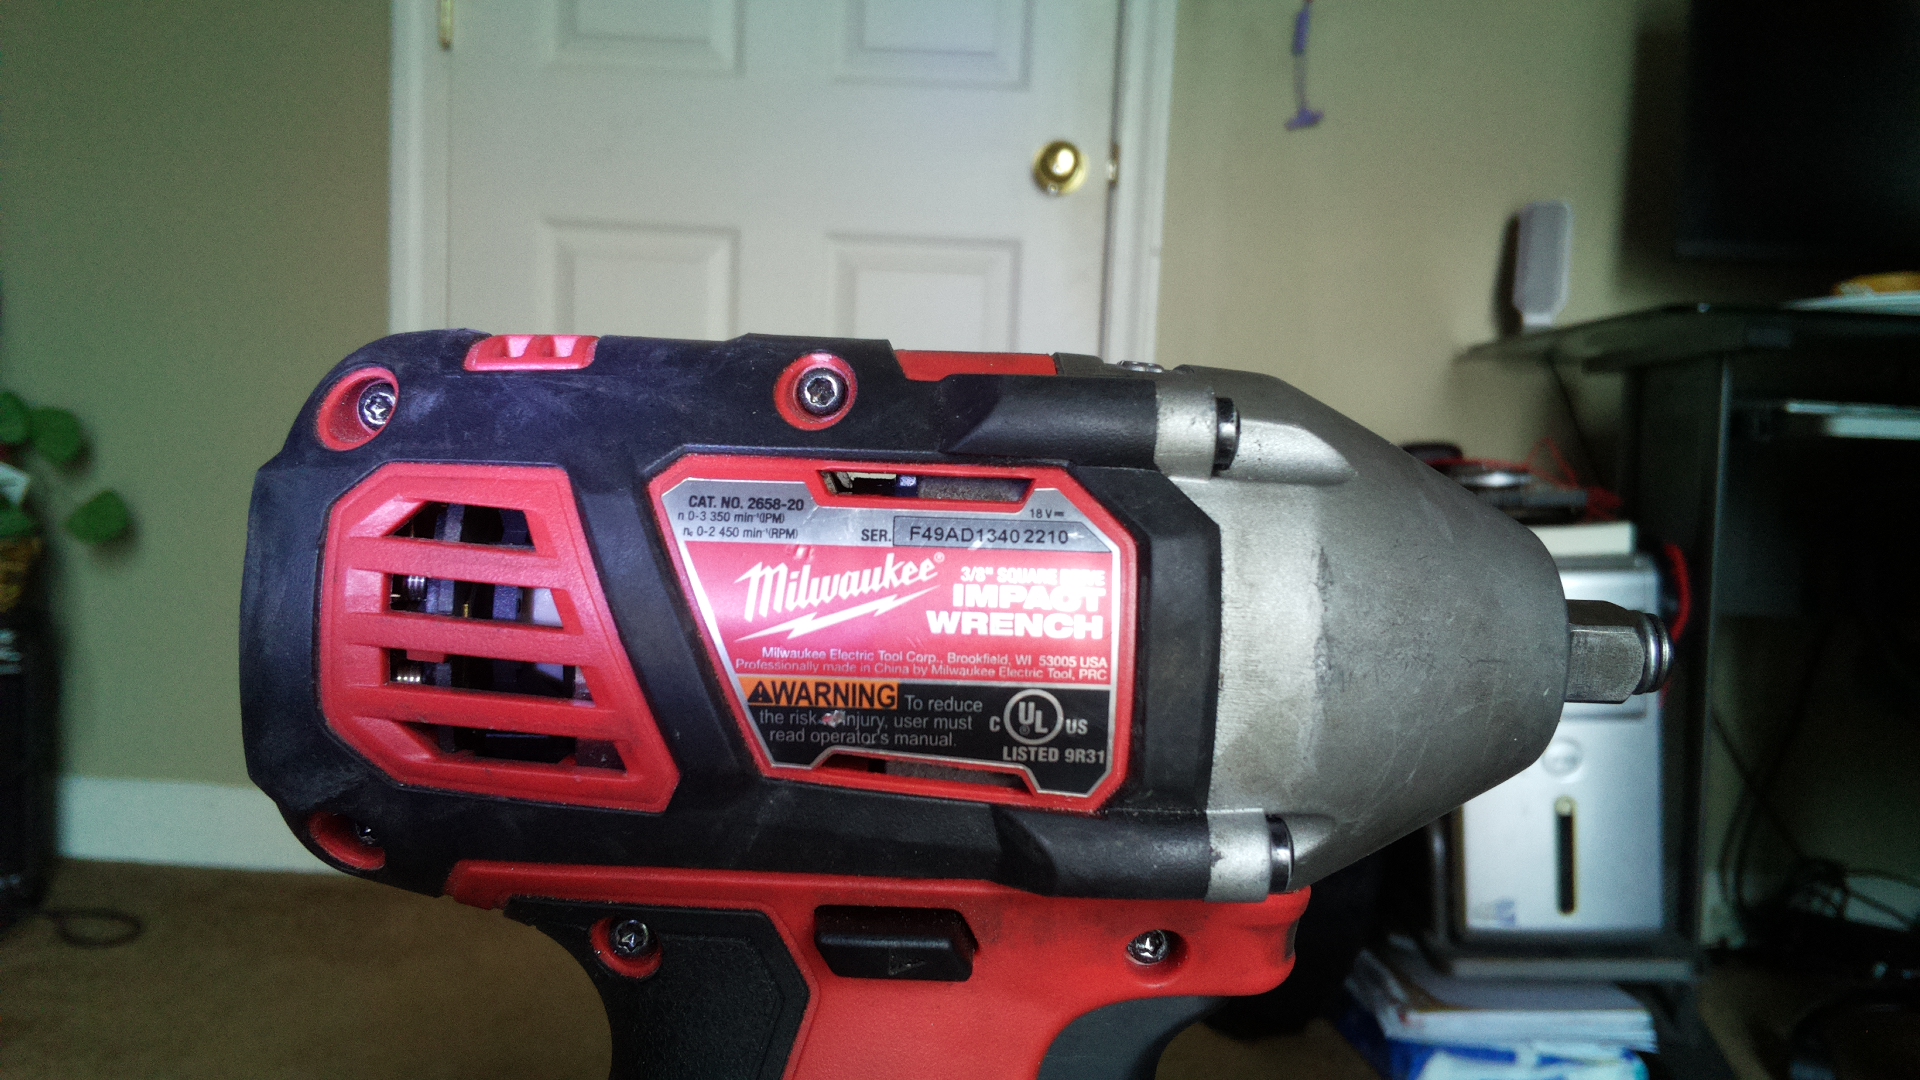 CAT. NO. 2658-20
n 0-3 350 min⁻¹(IPM)
18 V⎓
n₀ 0-2 450 min⁻¹(RPM)
SER. F49AD13402210
Milwaukee®
3/8" SQUARE DRIVE
IMPACT
WRENCH
Milwaukee Electric Tool Corp., Brookfield, WI 53005 USA
Professionally made in China by Milwaukee Electric Tool, PRC
⚠WARNING To reduce
the risk injury, user must
read operator's manual.
C UL US
LISTED 9R31